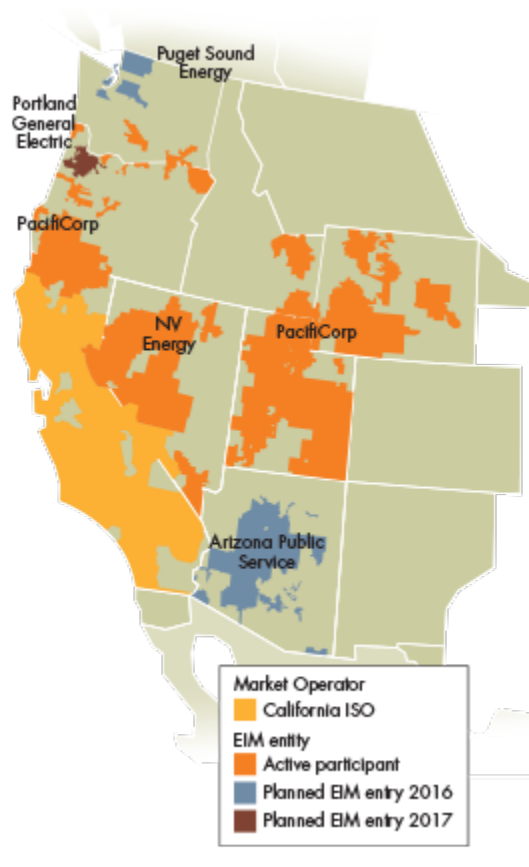 Puget Sound
Energy
Portland
General
Electric
PacifiCorp
NV
Energy
PacifiCorp
Arizona Public
Service
Market Operator
California ISO
EIM entity
Active participant
Planned EIM entry 2016
Planned EIM entry 2017